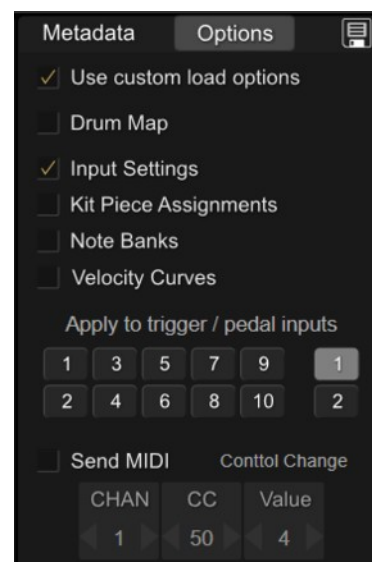 Metadata Options
Use custom load options
Drum Map
Input Settings
Kit Piece Assignments
Note Banks
Velocity Curves
Apply to trigger / pedal inputs
1 3 5 7 9 1
2 4 6 8 10 2
Send MIDI Conttol Change
CHAN CC Value
1 50 4